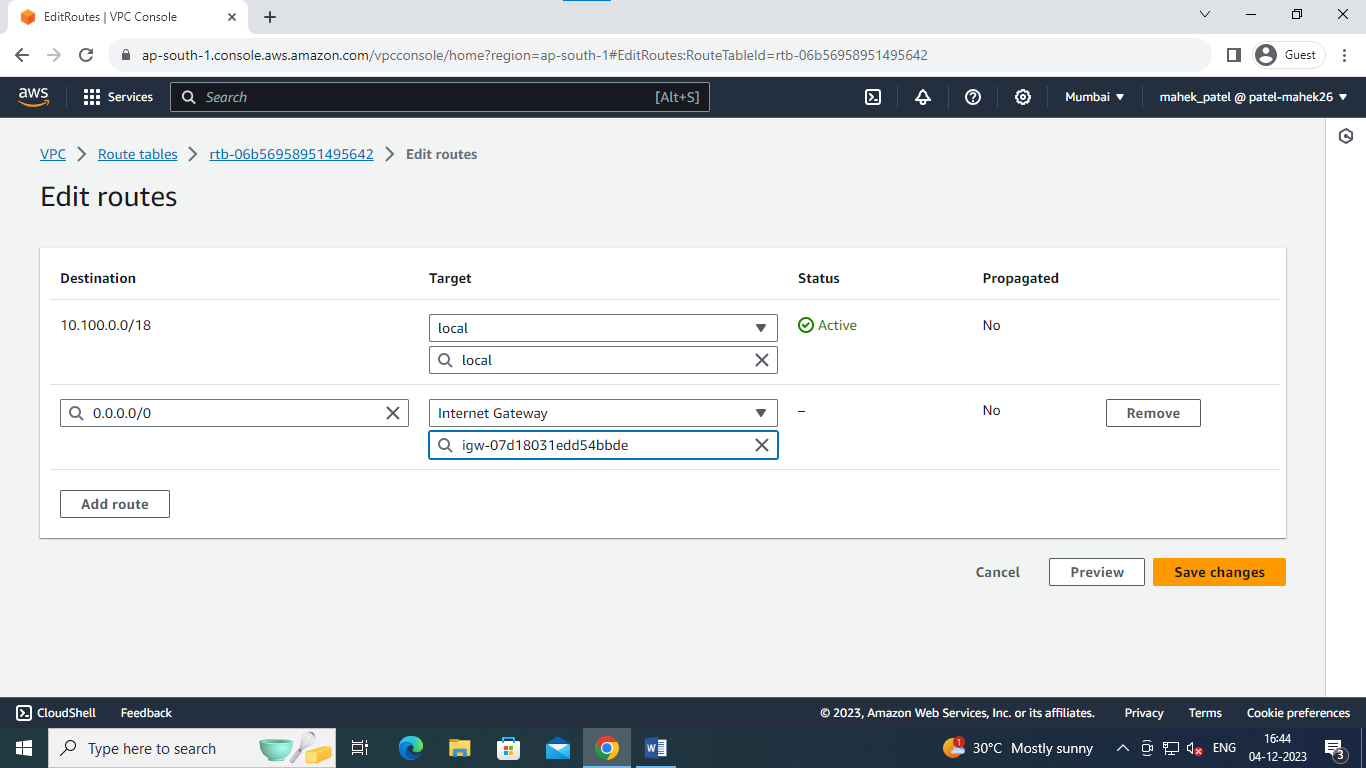 EditRoutes | VPC Console
ap-south-1.console.aws.amazon.com/vpcconsole/home?region=ap-south-1#EditRoutes:RouteTableId=rtb-06b56958951495642
Guest
aws
Services
Search
[Alt+S]
Mumbai
mahek_patel @ patel-mahek26
VPC
Route tables
rtb-06b56958951495642
Edit routes
Edit routes
Destination
Target
Status
Propagated
10.100.0.0/18
local
Active
No
local
0.0.0.0/0
Internet Gateway
–
No
Remove
igw-07d18031edd54bbde
Add route
Cancel
Preview
Save changes
CloudShell
Feedback
© 2023, Amazon Web Services, Inc. or its affiliates.
Privacy
Terms
Cookie preferences
Type here to search
1
30°C Mostly sunny
ENG
16:44
04-12-2023
3